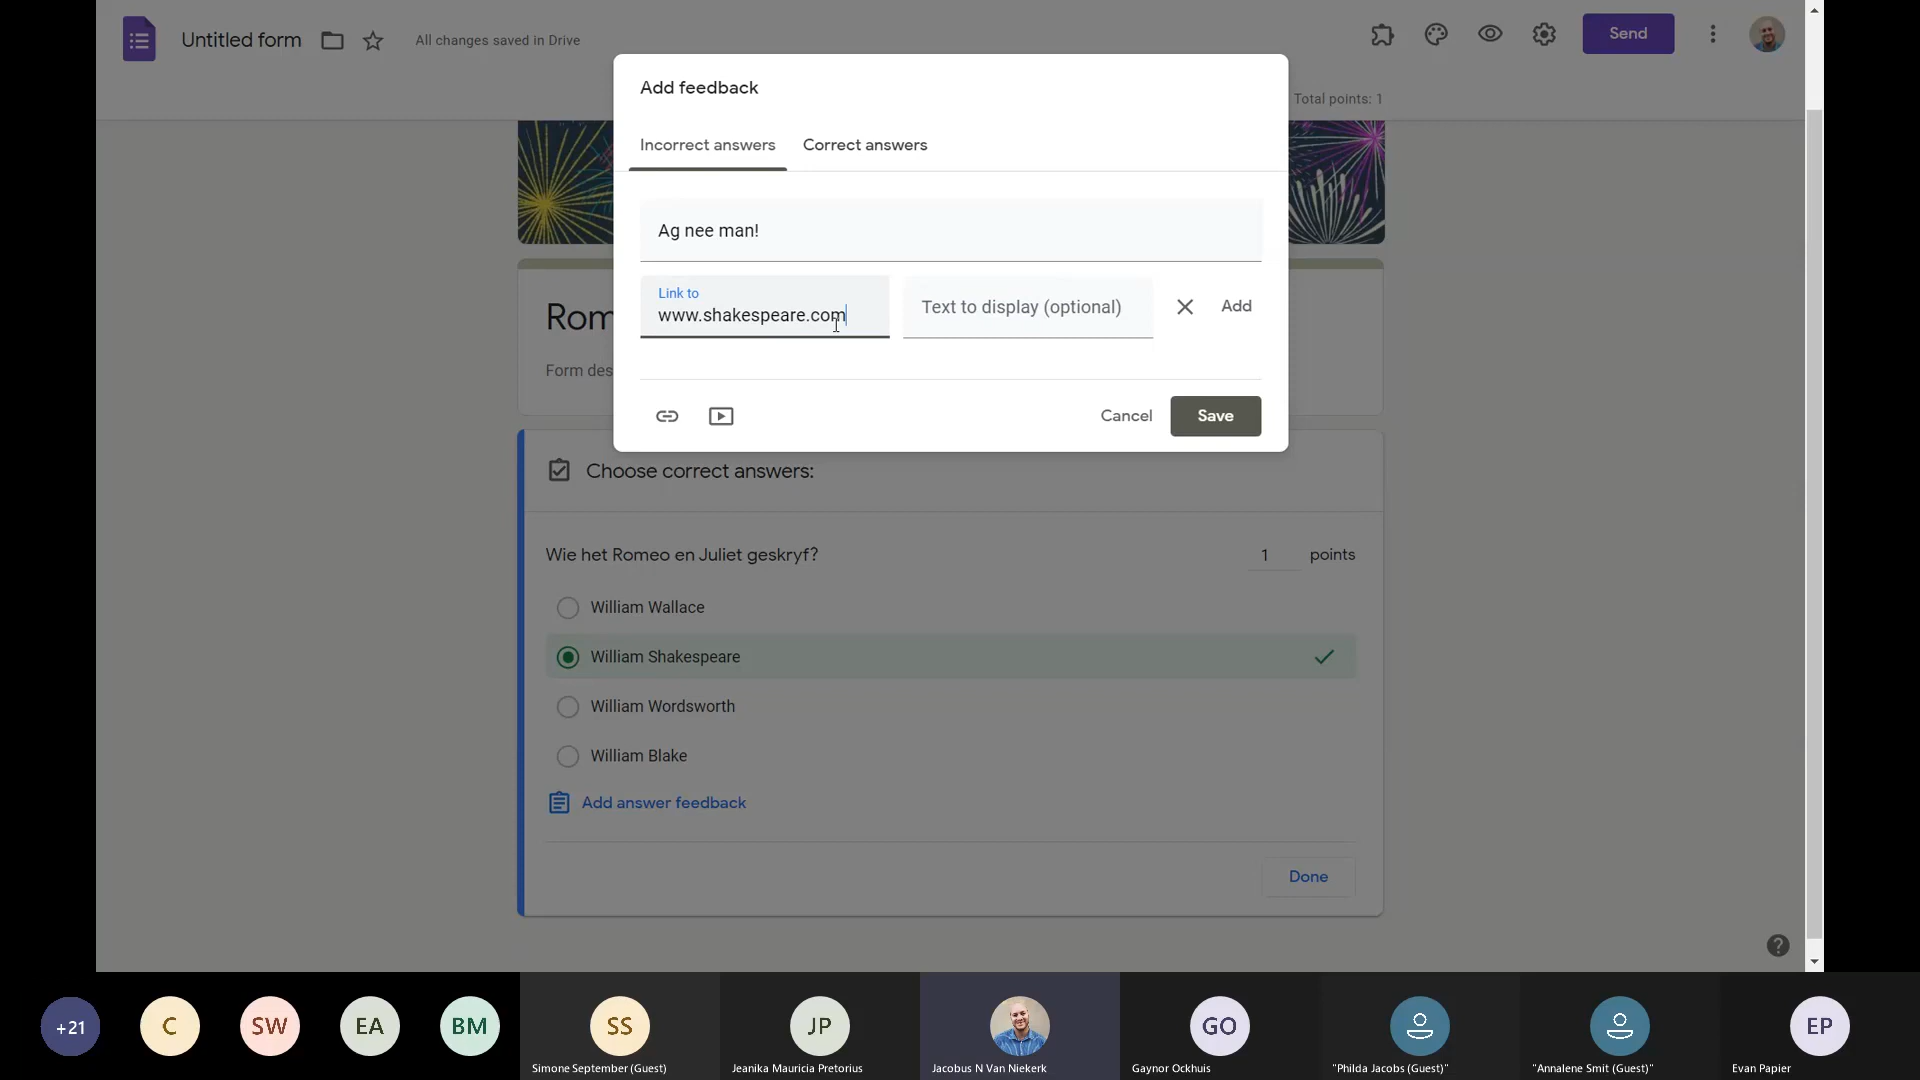 Untitled form
All changes saved in Drive
Send
Total points: 1
Add feedback
Incorrect answers
Correct answers
Ag nee man!
Link to
www.shakespeare.com
Text to display (optional)
Add
Cancel
Save
Rom
Form des
Choose correct answers:
Wie het Romeo en Juliet geskryf?
1 points
William Wallace
William Shakespeare
William Wordsworth
William Blake
Add answer feedback
Done
+21
C
SW
EA
BM
SS
JP
GO
EP
Simone September (Guest)
Jeanika Mauricia Pretorius
Jacobus N Van Niekerk
Gaynor Ockhuis
"Philda Jacobs (Guest)"
"Annalene Smit (Guest)"
Evan Papier